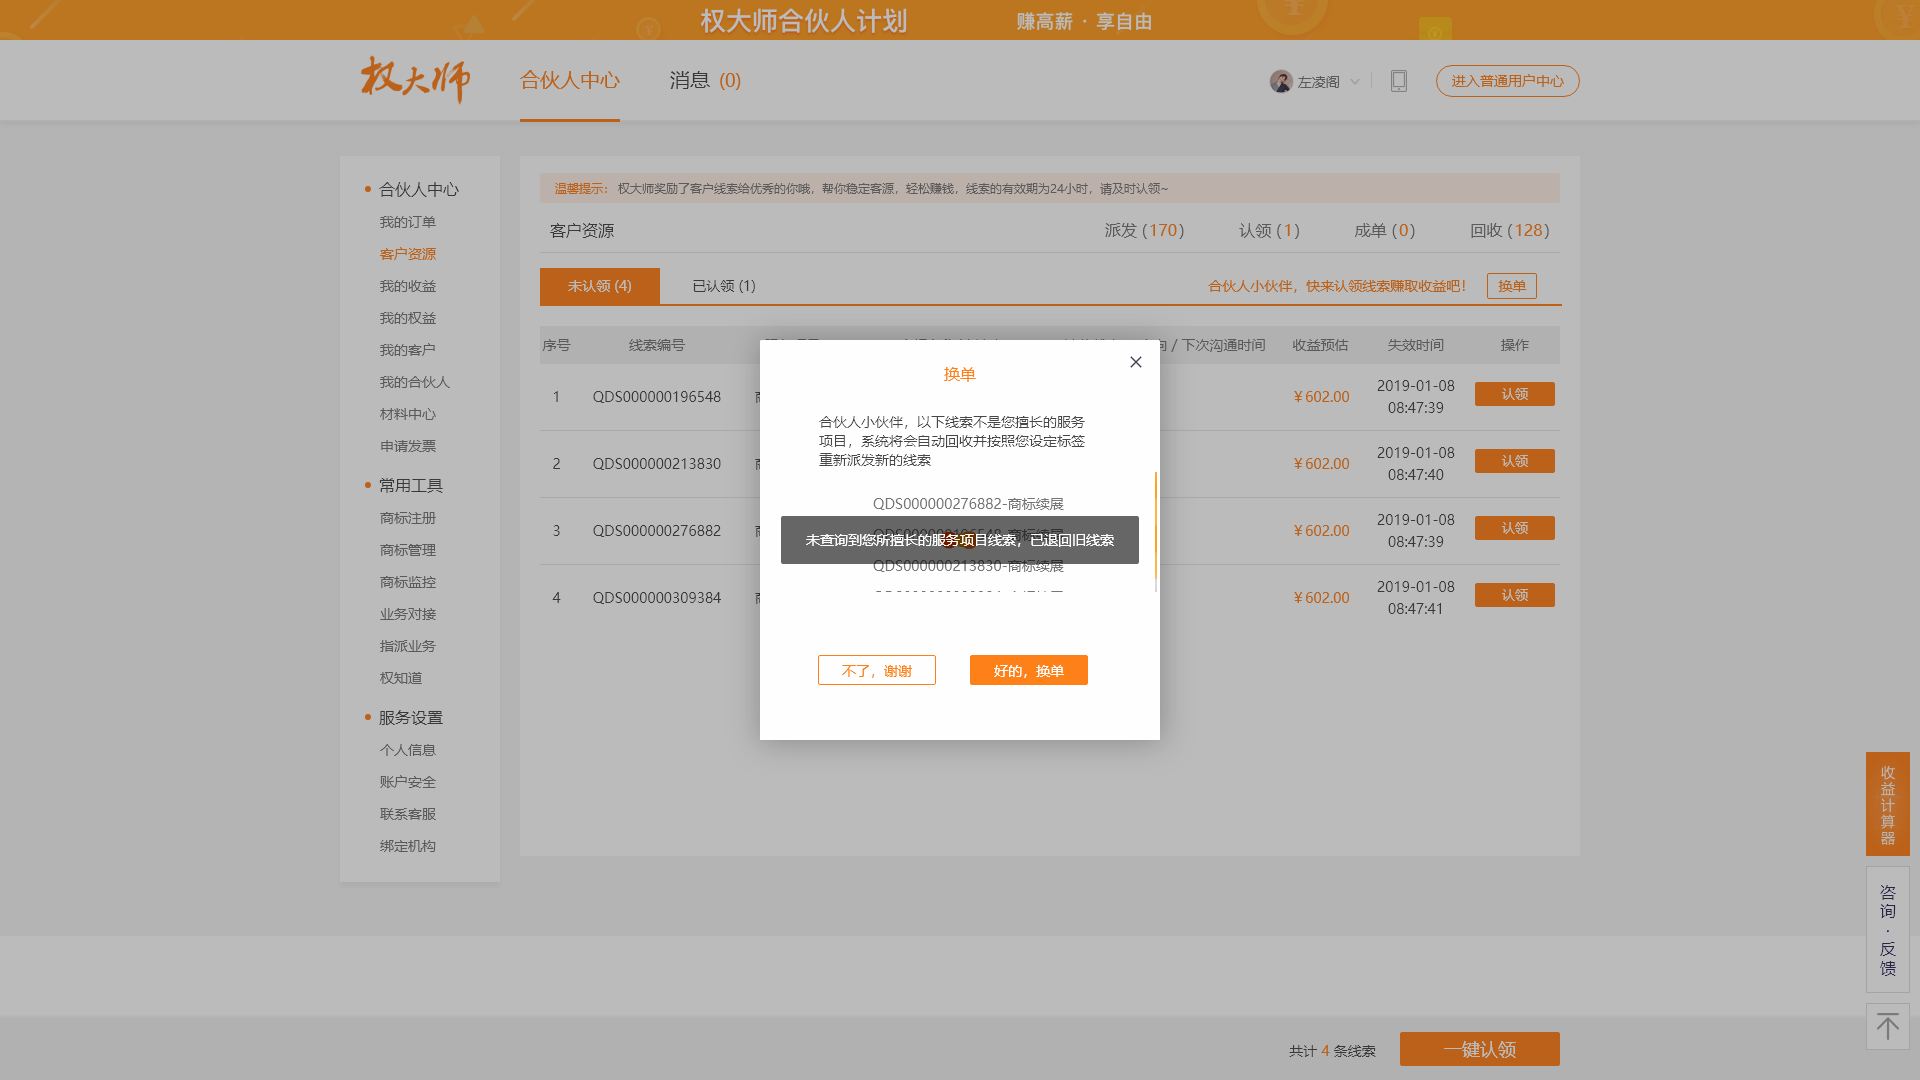 权大师合伙人计划 赚高薪 · 享自由
权大师 合伙人中心 消息 (0) 左凌阁 进入普通用户中心
合伙人中心
我的订单
客户资源
我的收益
我的权益
我的客户
我的合伙人
材料中心
申请发票
常用工具
商标注册
商标管理
商标监控
业务对接
指派业务
权知道
服务设置
个人信息
账户安全
联系客服
绑定机构
温馨提示： 权大师奖励了客户线索给优秀的你哦，帮你稳定客源，轻松赚钱，线索的有效期为24小时，请及时认领~
客户资源 派发 (170) 认领 (1) 成单 (0) 回收 (128)
未认领 (4) 已认领 (1) 合伙人小伙伴，快来认领线索赚取收益吧！ 换单
序号 线索编号 / 下次沟通时间 收益预估 失效时间 操作
1 QDS000000196548 ¥602.00 2019-01-08 08:47:39 认领
2 QDS000000213830 ¥602.00 2019-01-08 08:47:40 认领
3 QDS000000276882 ¥602.00 2019-01-08 08:47:39 认领
4 QDS000000309384 ¥602.00 2019-01-08 08:47:41 认领
换单
合伙人小伙伴，以下线索不是您擅长的服务
项目，系统将会自动回收并按照您设定标签
重新派发新的线索
QDS000000276882-商标续展
未查询到您所擅长的服务项目线索，已退回旧线索
QDS000000213830-商标续展
不了，谢谢 好的，换单
收益计算器
咨询·反馈
共计 4 条线索 一键认领